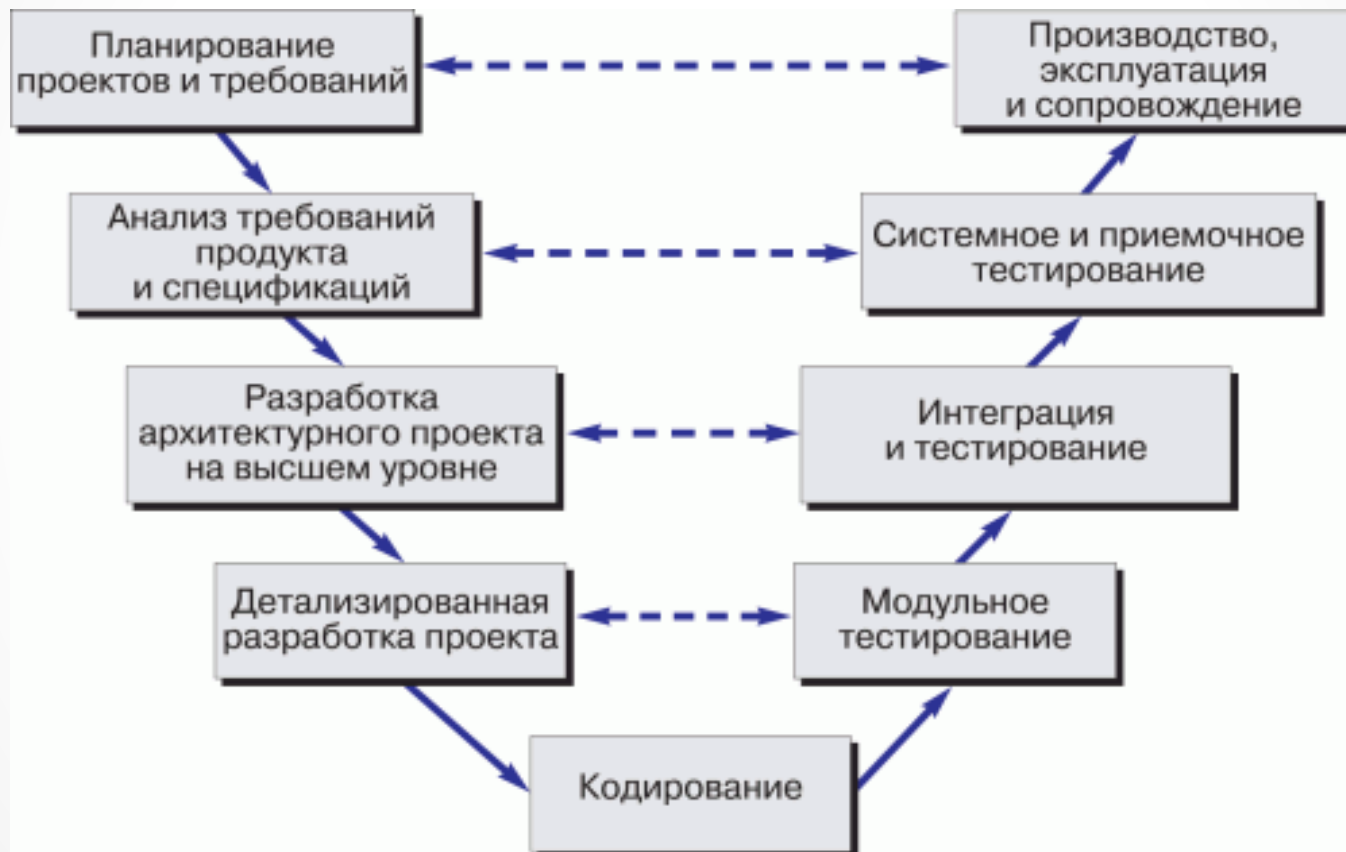 Планирование
проектов и требований
Производство,
эксплуатация
и сопровождение
Анализ требований
продукта
и спецификаций
Системное и приемочное
тестирование
Разработка
архитектурного проекта
на высшем уровне
Интеграция
и тестирование
Детализированная
разработка проекта
Модульное
тестирование
Кодирование